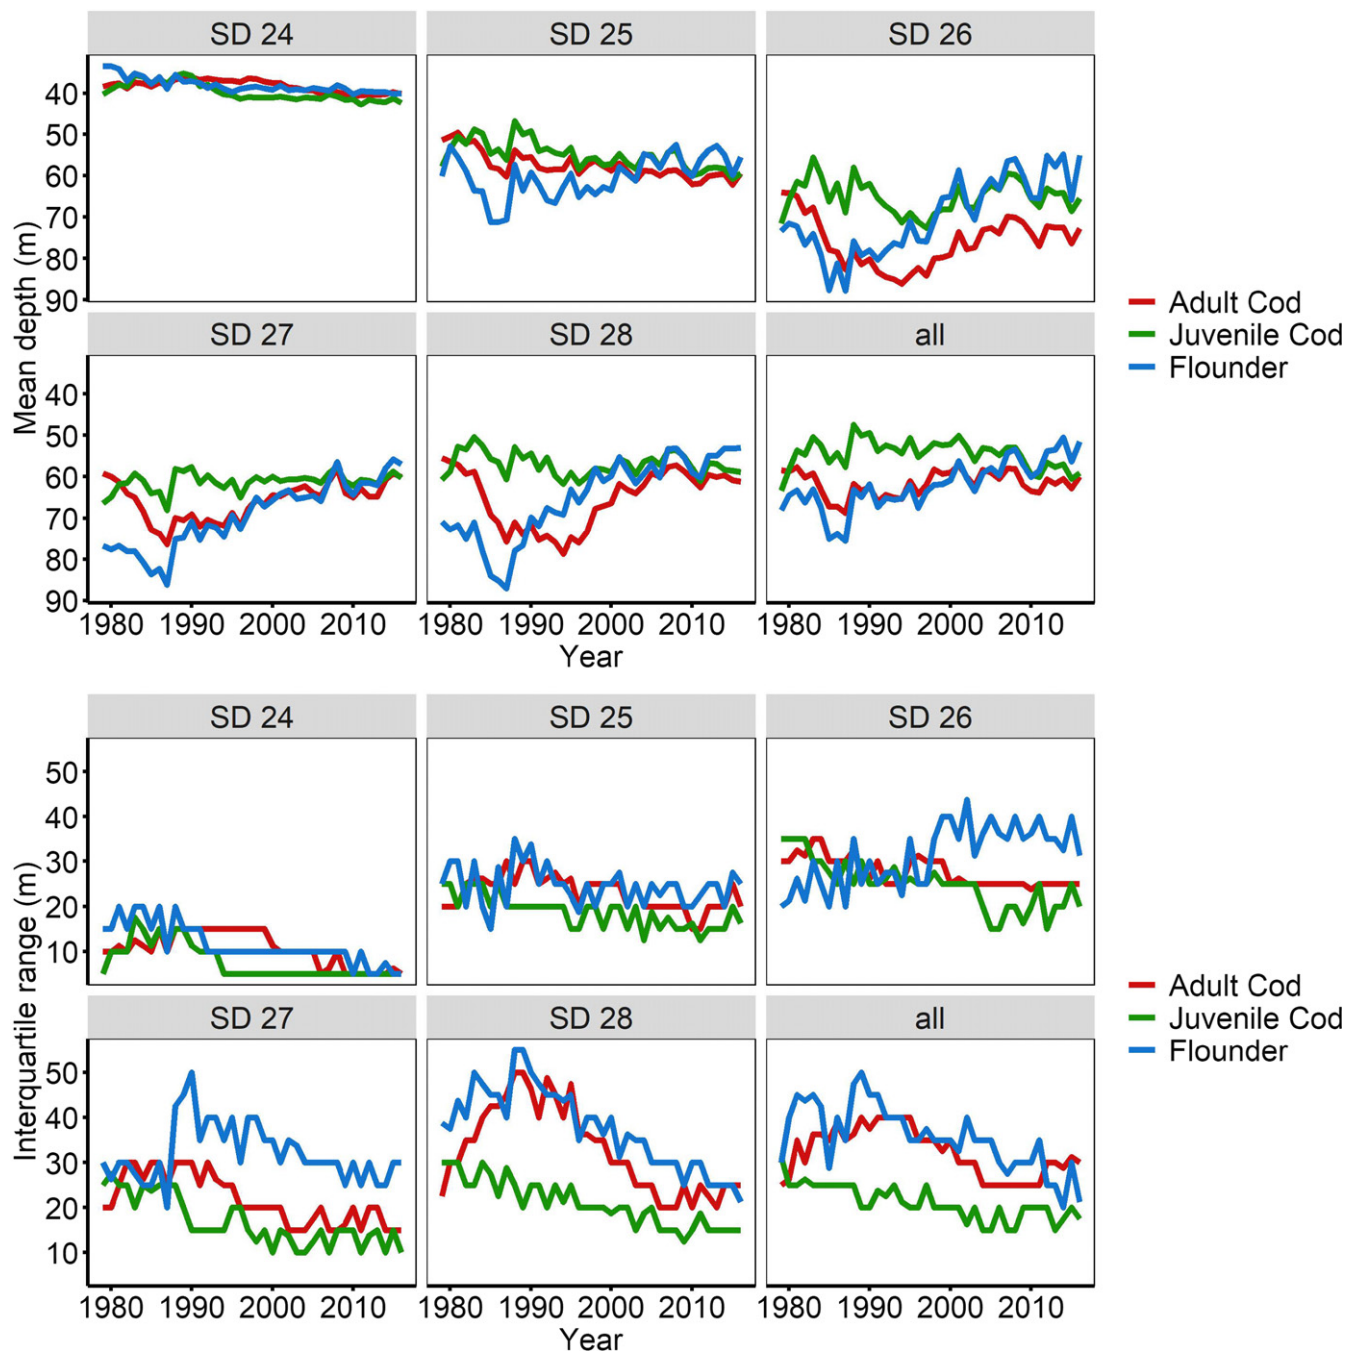 SD 24 SD 25 SD 26
40
50
60
70
80
90
Mean depth (m)
SD 27 SD 28 all
40
50
60
70
80
90
1980 1990 2000 2010 1980 1990 2000 2010 1980 1990 2000 2010
Year
Adult Cod
Juvenile Cod
Flounder
SD 24 SD 25 SD 26
50
40
30
20
10
Interquartile range (m)
SD 27 SD 28 all
50
40
30
20
10
1980 1990 2000 2010 1980 1990 2000 2010 1980 1990 2000 2010
Year
Adult Cod
Juvenile Cod
Flounder